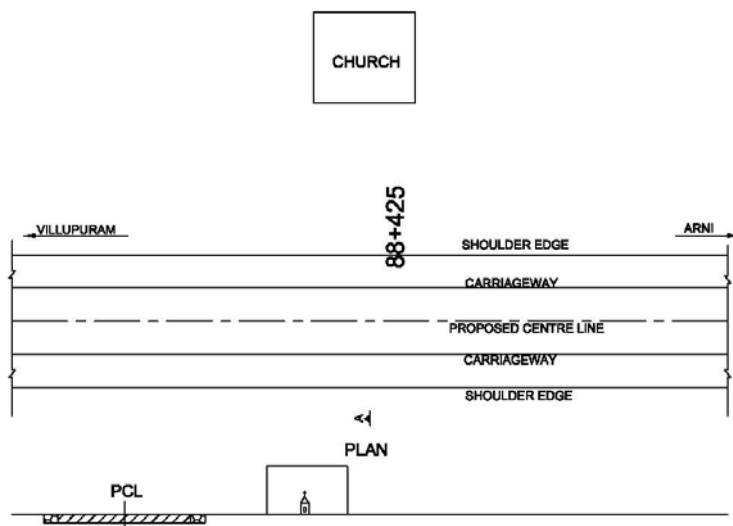 CHURCH
88+425
VILLUPURAM
ARNI
SHOULDER EDGE
CARRIAGEWAY
PROPOSED CENTRE LINE
CARRIAGEWAY
SHOULDER EDGE
A
PLAN
PCL